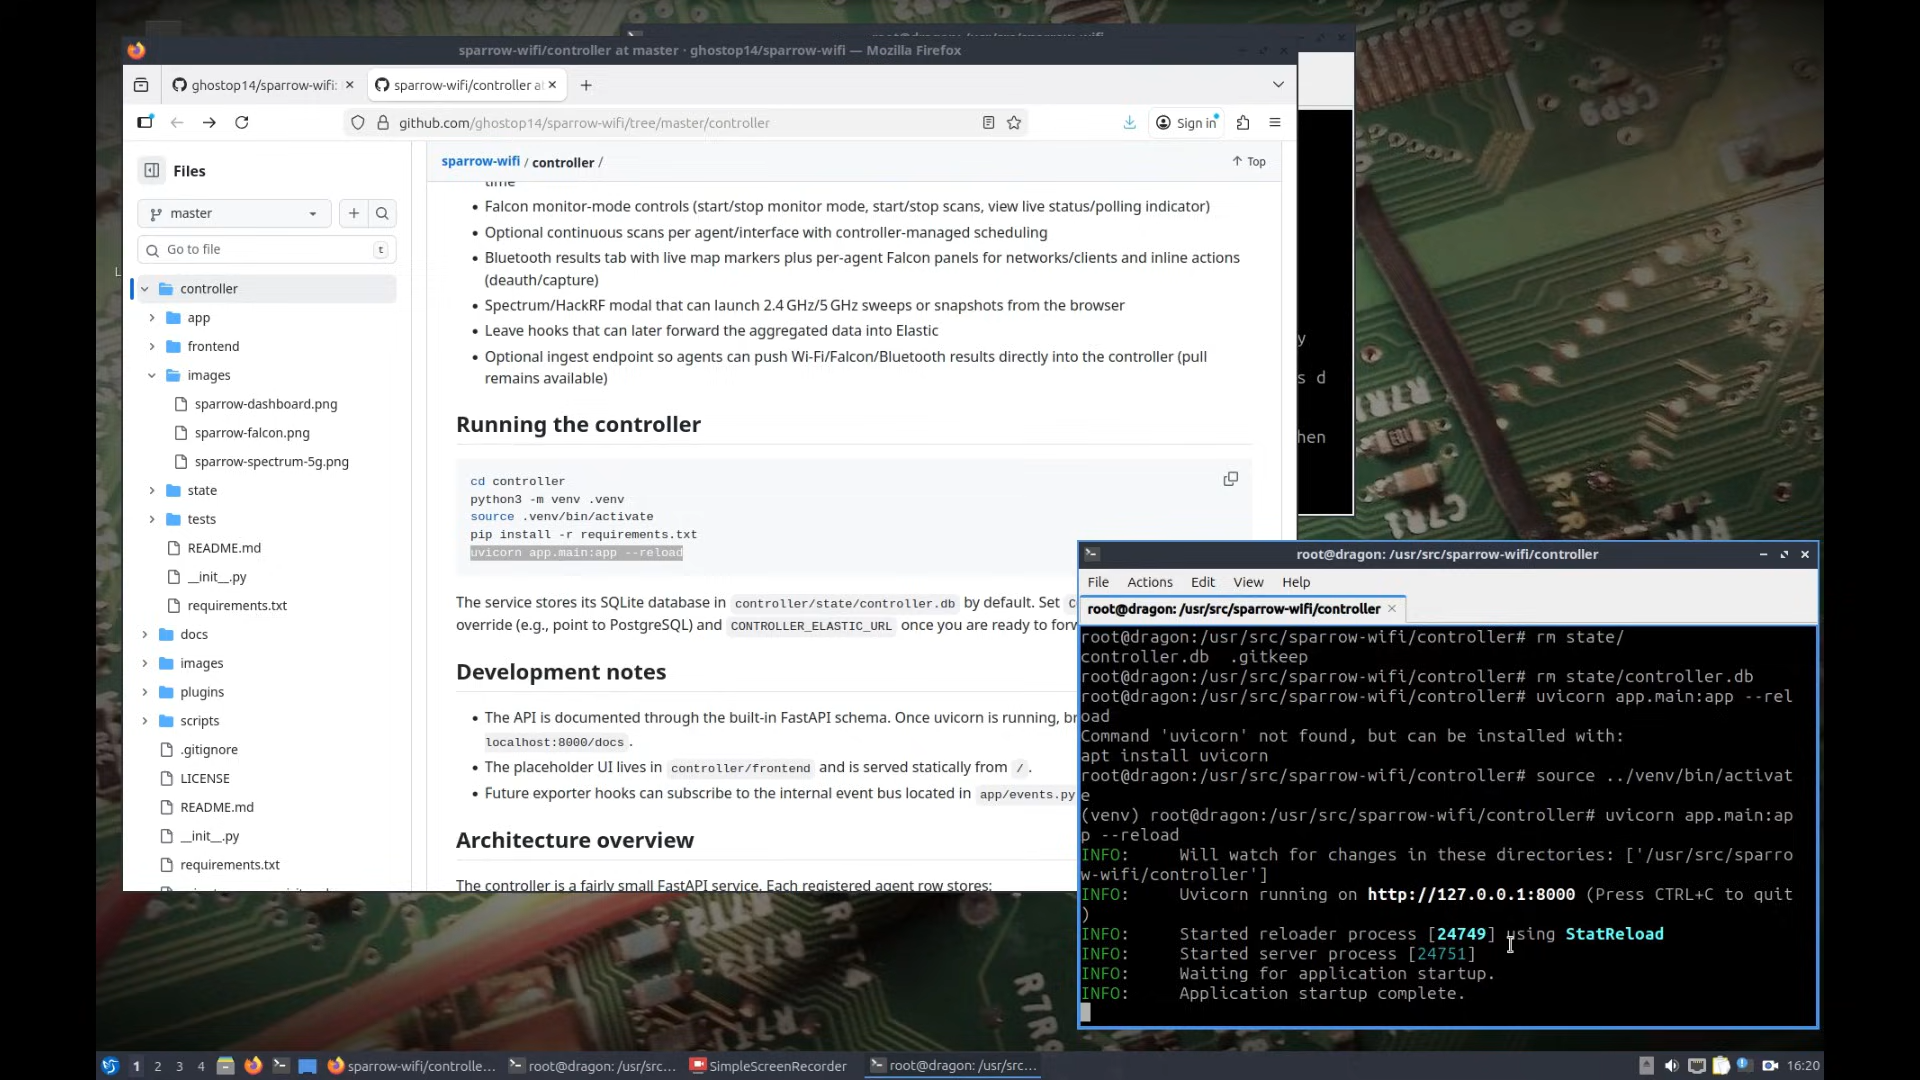 root@dragon: /usr/src/sparrow-wifi
sparrow-wifi/controller at master · ghostop14/sparrow-wifi — Mozilla Firefox
ghostop14/sparrow-wifi:
sparrow-wifi/controller a
github.com/ghostop14/sparrow-wifi/tree/master/controller
Sign in
Files
master
Go to file
t
controller
app
frontend
images
sparrow-dashboard.png
sparrow-falcon.png
sparrow-spectrum-5g.png
state
tests
README.md
__init__.py
requirements.txt
docs
images
plugins
scripts
.gitignore
LICENSE
README.md
__init__.py
requirements.txt
sparrow-wifi / controller /
Top
time
• Falcon monitor-mode controls (start/stop monitor mode, start/stop scans, view live status/polling indicator)
• Optional continuous scans per agent/interface with controller-managed scheduling
• Bluetooth results tab with live map markers plus per-agent Falcon panels for networks/clients and inline actions
(deauth/capture)
• Spectrum/HackRF modal that can launch 2.4 GHz/5 GHz sweeps or snapshots from the browser
• Leave hooks that can later forward the aggregated data into Elastic
• Optional ingest endpoint so agents can push Wi-Fi/Falcon/Bluetooth results directly into the controller (pull
remains available)
Running the controller
cd controller
python3 -m venv .venv
source .venv/bin/activate
pip install -r requirements.txt
uvicorn app.main:app --reload
The service stores its SQLite database in controller/state/controller.db by default. Set
override (e.g., point to PostgreSQL) and CONTROLLER_ELASTIC_URL once you are ready to forw
Development notes
• The API is documented through the built-in FastAPI schema. Once uvicorn is running, br
localhost:8000/docs .
• The placeholder UI lives in controller/frontend and is served statically from / .
• Future exporter hooks can subscribe to the internal event bus located in app/events.py
Architecture overview
The controller is a fairly small FastAPI service. Each registered agent row stores:
y
s d
hen
root@dragon: /usr/src/sparrow-wifi/controller
File Actions Edit View Help
root@dragon: /usr/src/sparrow-wifi/controller
root@dragon:/usr/src/sparrow-wifi/controller# rm state/
controller.db .gitkeep
root@dragon:/usr/src/sparrow-wifi/controller# rm state/controller.db
root@dragon:/usr/src/sparrow-wifi/controller# uvicorn app.main:app --rel
oad
Command 'uvicorn' not found, but can be installed with:
apt install uvicorn
root@dragon:/usr/src/sparrow-wifi/controller# source ../venv/bin/activat
e
(venv) root@dragon:/usr/src/sparrow-wifi/controller# uvicorn app.main:ap
p --reload
INFO: Will watch for changes in these directories: ['/usr/src/sparro
w-wifi/controller']
INFO: Uvicorn running on http://127.0.0.1:8000 (Press CTRL+C to quit
)
INFO: Started reloader process [24749] using StatReload
INFO: Started server process [24751]
INFO: Waiting for application startup.
INFO: Application startup complete.
1 2 3 4
sparrow-wifi/controlle...
root@dragon: /usr/src...
SimpleScreenRecorder
root@dragon: /usr/src...
16:20